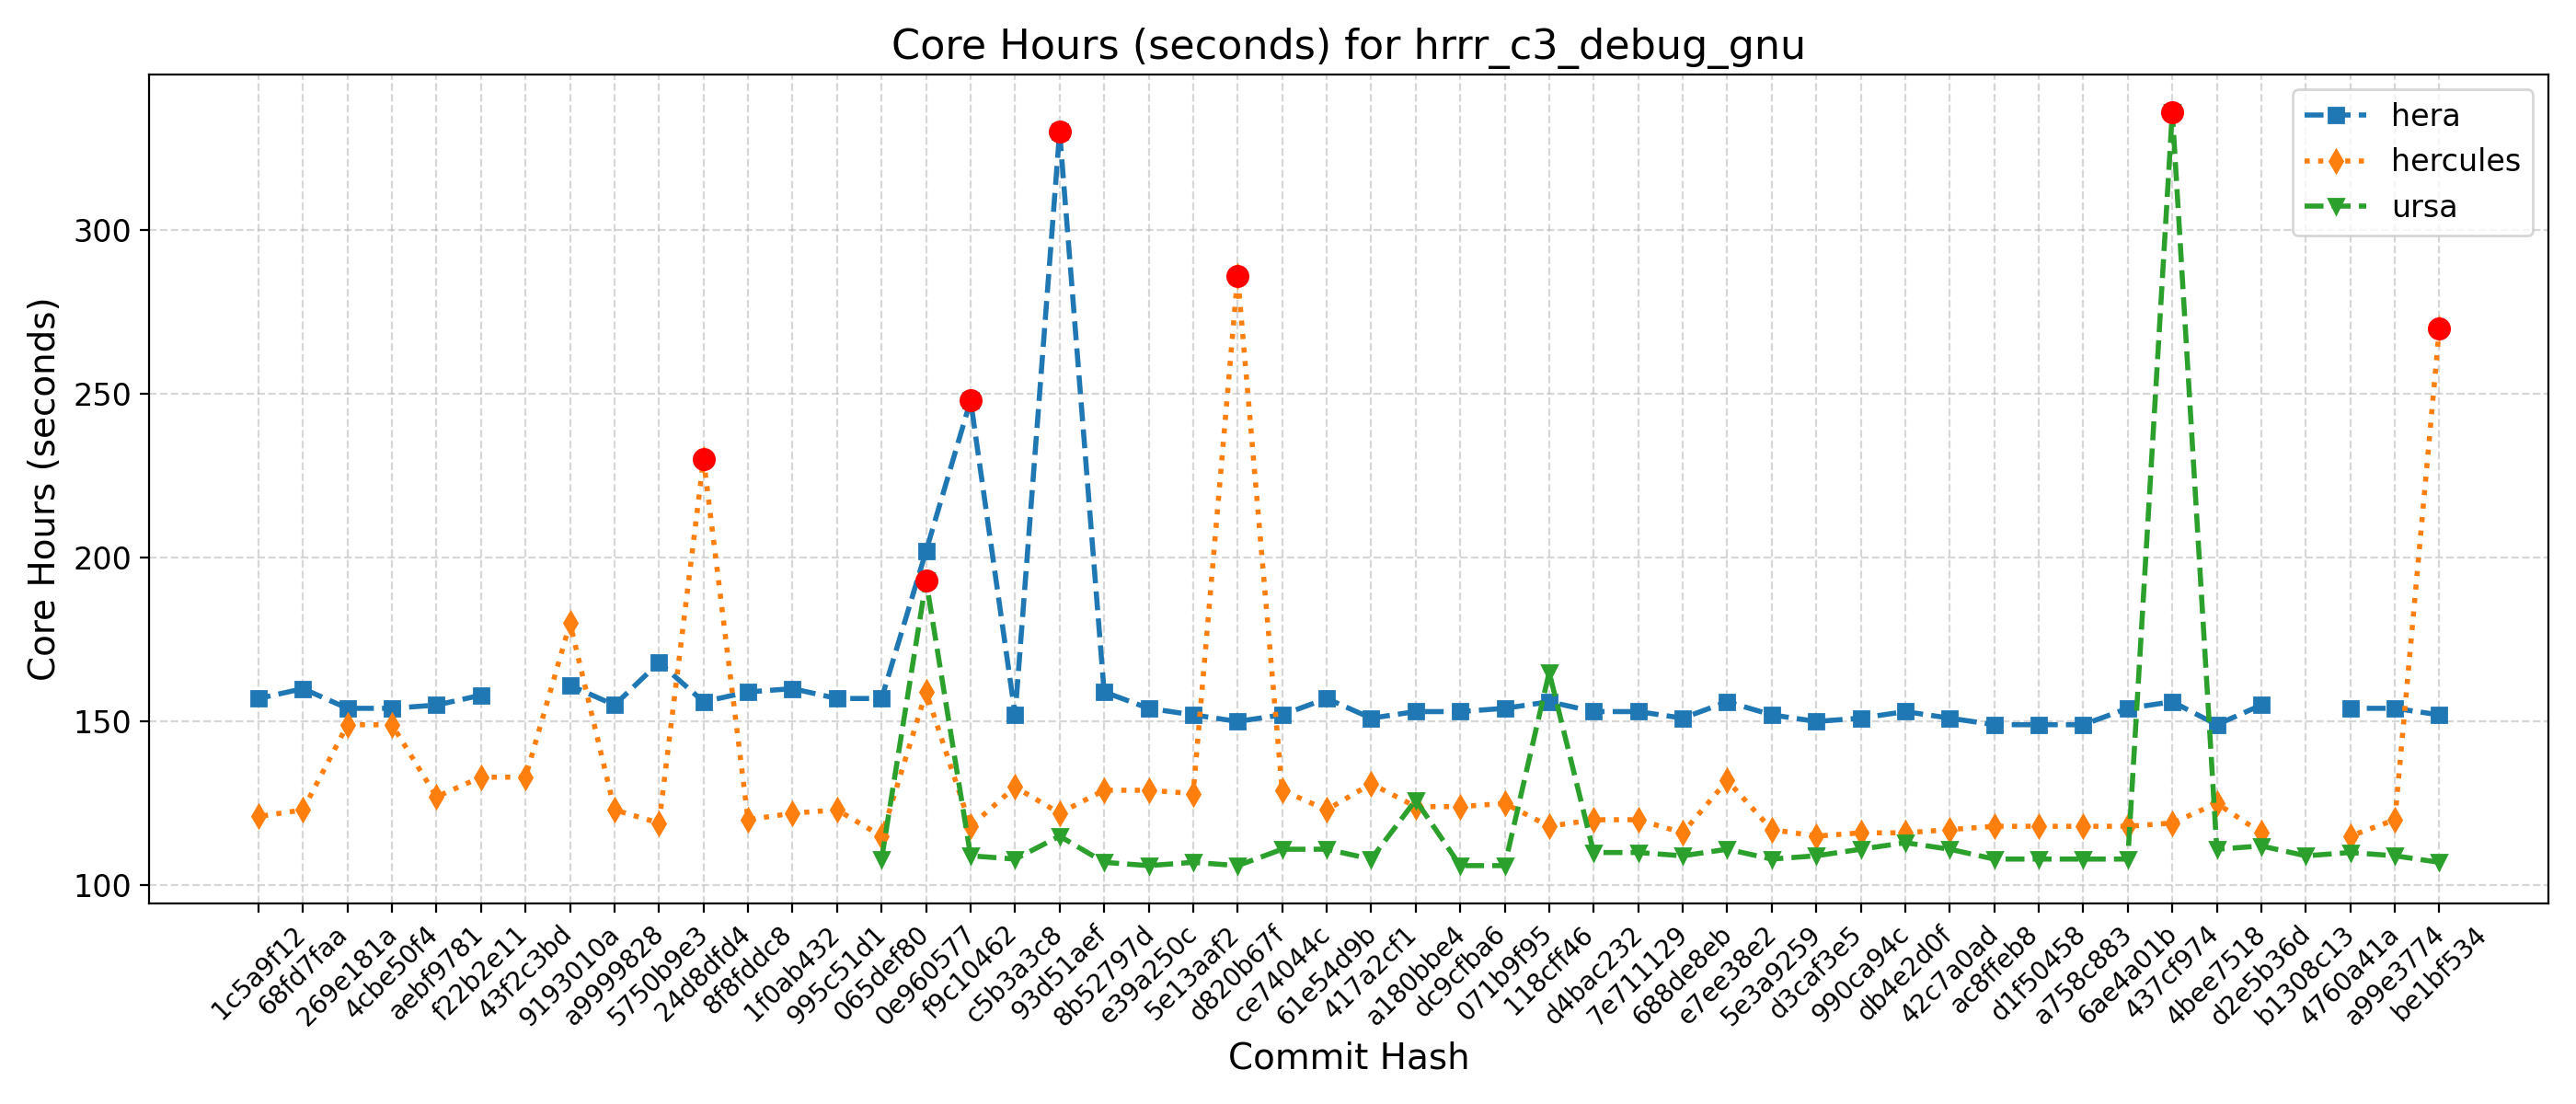 Core Hours (seconds) for hrrr_c3_debug_gnu
hera
hercules
ursa
Core Hours (seconds)
300
250
200
150
100
1c5a9f12
68fd7faa
269e181a
4cbe50f4
aebf9781
f22b2e11
43f2c3bd
9193010a
a9999828
5750b9e3
24d8dfd4
8f8fddc8
1f0ab432
995c51d1
065def80
0e960577
f9c10462
c5b3a3c8
93d51aef
8b52797d
e39a250c
5e13aaf2
d820b67f
ce74044c
61e54d9b
417a2cf1
a180bbe4
dc9cfba6
071b9f95
118cff46
d4bac232
7e711129
688de8eb
e7ee38e2
5e3a9259
d3caf3e5
990ca94c
db4e2d0f
42c7a0ad
ac8ffeb8
d1f50458
a758c883
6ae4a01b
437cf974
4bee7518
d2e5b36d
b1308c13
4760a41a
a99e3774
be1bf534
Commit Hash